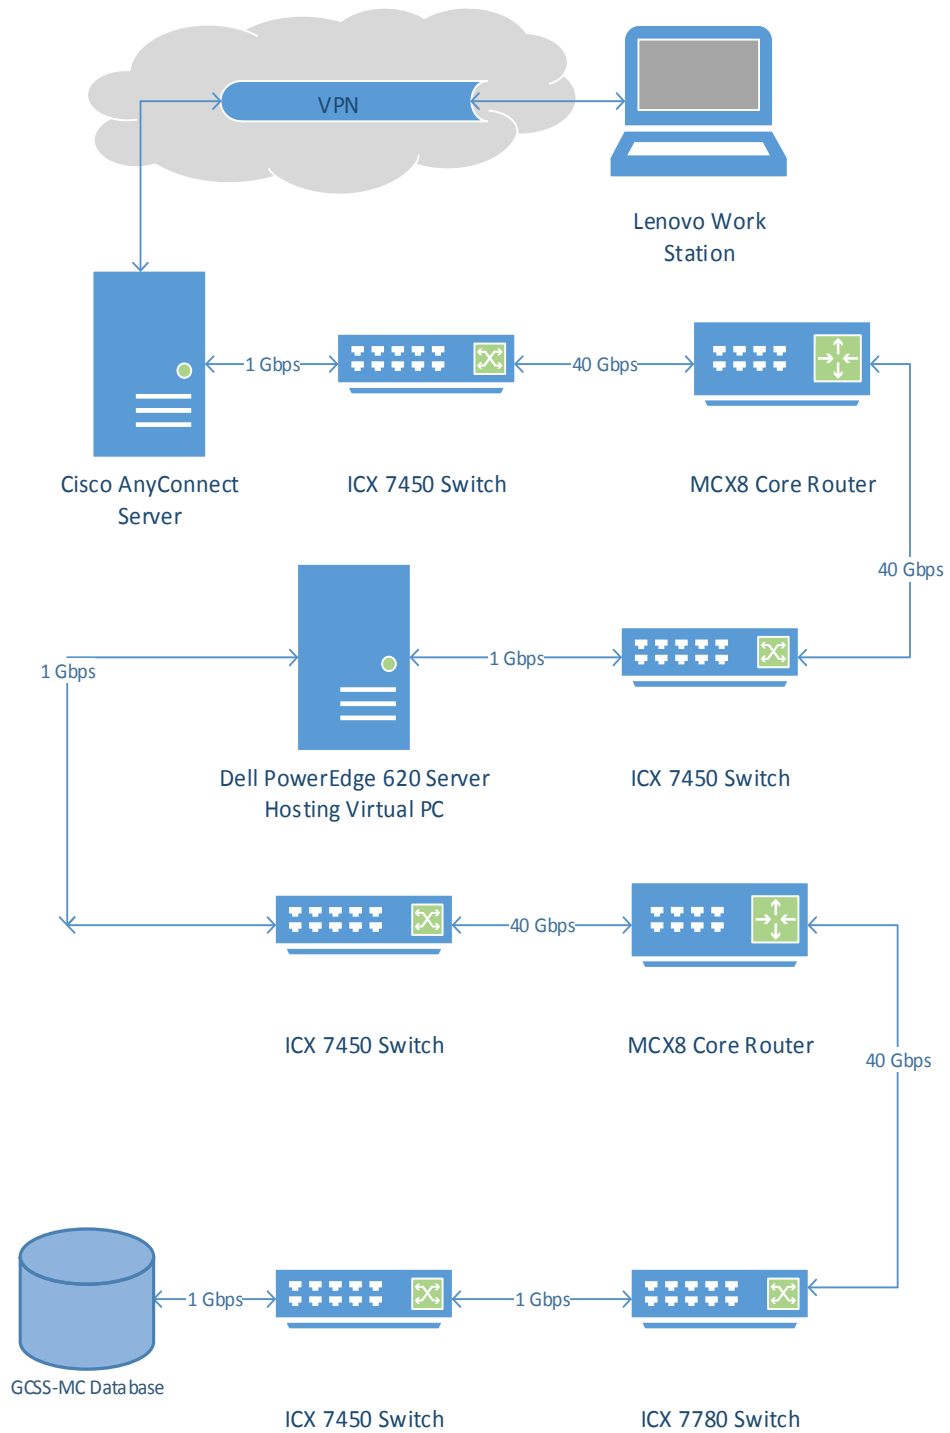 VPN
Lenovo Work
Station
1 Gbps
40 Gbps
Cisco AnyConnect
Server
ICX 7450 Switch
MCX8 Core Router
40 Gbps
1 Gbps
1 Gbps
Dell PowerEdge 620 Server
Hosting Virtual PC
ICX 7450 Switch
40 Gbps
ICX 7450 Switch
MCX8 Core Router
40 Gbps
1 Gbps
1 Gbps
GCSS-MC Database
ICX 7450 Switch
ICX 7780 Switch